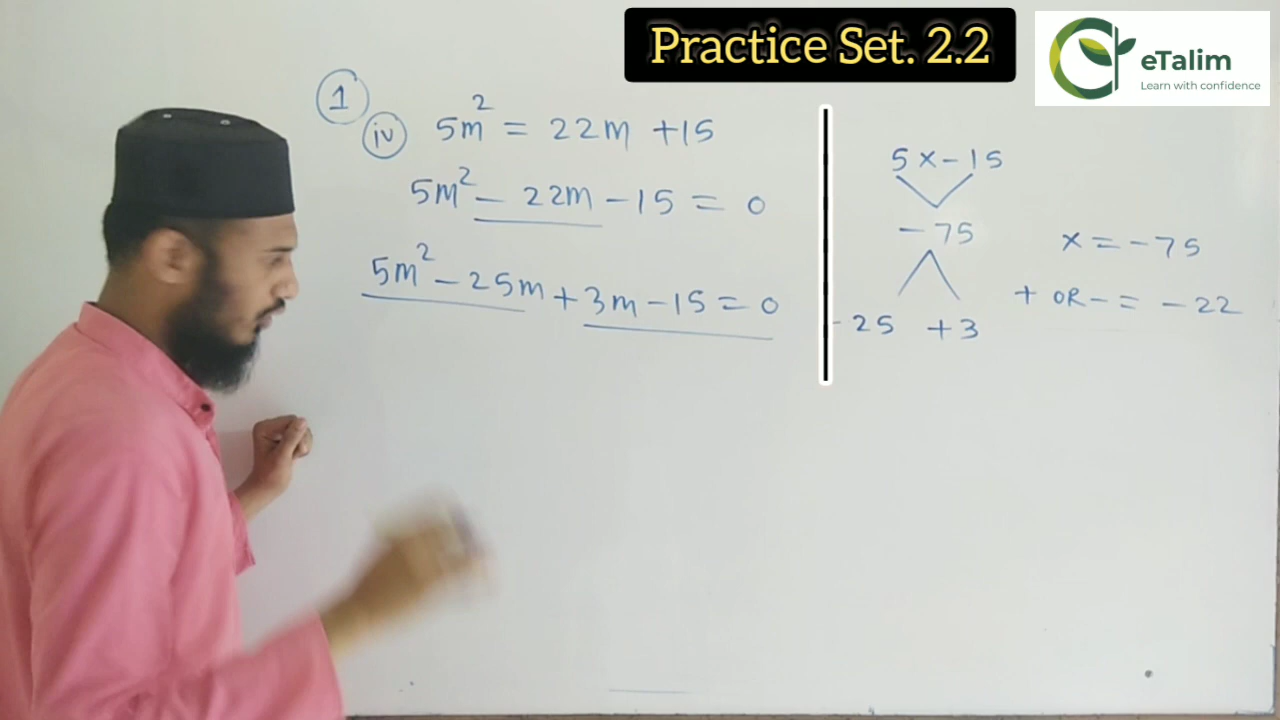 Practice Set. 2.2
eTalim
Learn with confidence
1
iv 5m² = 22m +15
5m² - 22m - 15 = 0
5m² - 25m + 3m - 15 = 0
5 x - 15
- 75
- 25 + 3
x = - 75
+ OR - = - 22